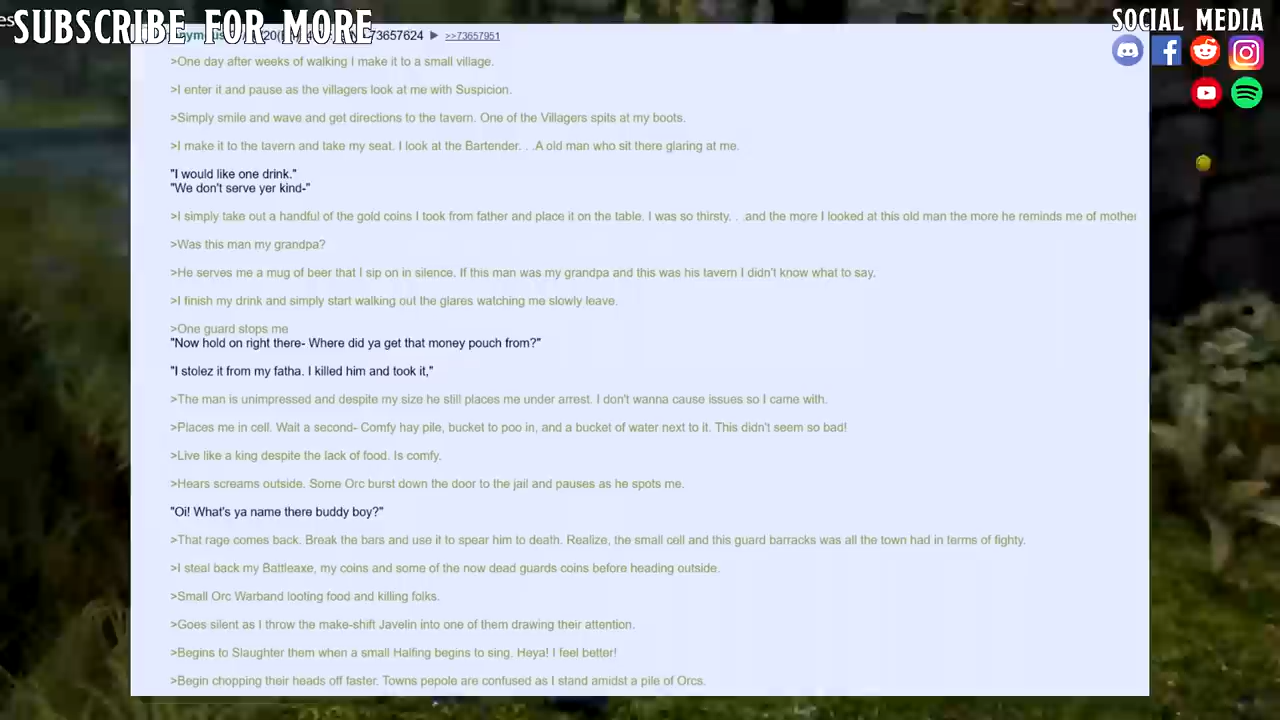 es
SUBSCRIBE FOR MORE
SOCIAL MEDIA
73657624 ▶ >>73657951
>One day after weeks of walking I make it to a small village.
>I enter it and pause as the villagers look at me with Suspicion.
>Simply smile and wave and get directions to the tavern. One of the Villagers spits at my boots.
>I make it to the tavern and take my seat. I look at the Bartender. . .A old man who sit there glaring at me.
"I would like one drink."
"We don't serve yer kind-"
>I simply take out a handful of the gold coins I took from father and place it on the table. I was so thirsty. . .and the more I looked at this old man the more he reminds me of mother
>Was this man my grandpa?
>He serves me a mug of beer that I sip on in silence. If this man was my grandpa and this was his tavern I didn't know what to say.
>I finish my drink and simply start walking out the glares watching me slowly leave.
>One guard stops me
"Now hold on right there- Where did ya get that money pouch from?"
"I stolez it from my fatha. I killed him and took it,"
>The man is unimpressed and despite my size he still places me under arrest. I don't wanna cause issues so I came with.
>Places me in cell. Wait a second- Comfy hay pile, bucket to poo in, and a bucket of water next to it. This didn't seem so bad!
>Live like a king despite the lack of food. Is comfy.
>Hears screams outside. Some Orc burst down the door to the jail and pauses as he spots me.
"Oi! What's ya name there buddy boy?"
>That rage comes back. Break the bars and use it to spear him to death. Realize, the small cell and this guard barracks was all the town had in terms of fighty.
>I steal back my Battleaxe, my coins and some of the now dead guards coins before heading outside.
>Small Orc Warband looting food and killing folks.
>Goes silent as I throw the make-shift Javelin into one of them drawing their attention.
>Begins to Slaughter them when a small Halfing begins to sing. Heya! I feel better!
>Begin chopping their heads off faster. Towns pepole are confused as I stand amidst a pile of Orcs.